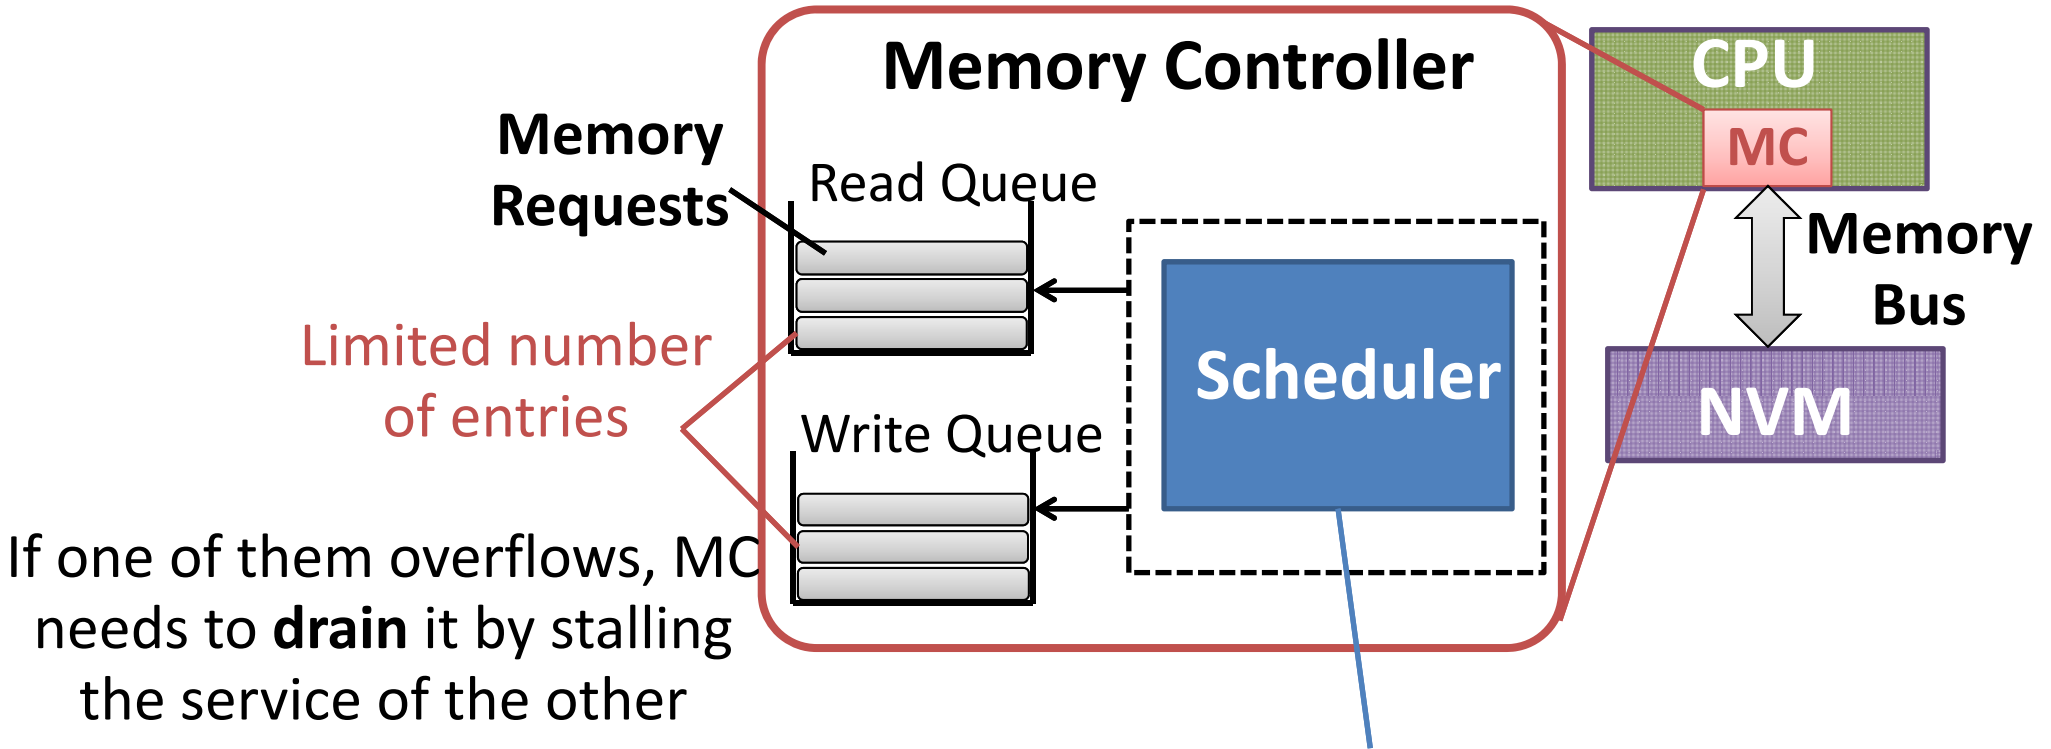 Memory Controller
CPU
MC
Memory
Requests
Read Queue
Memory
Bus
Limited number
of entries
Scheduler
NVM
Write Queue
If one of them overflows, MC
needs to drain it by stalling
the service of the other